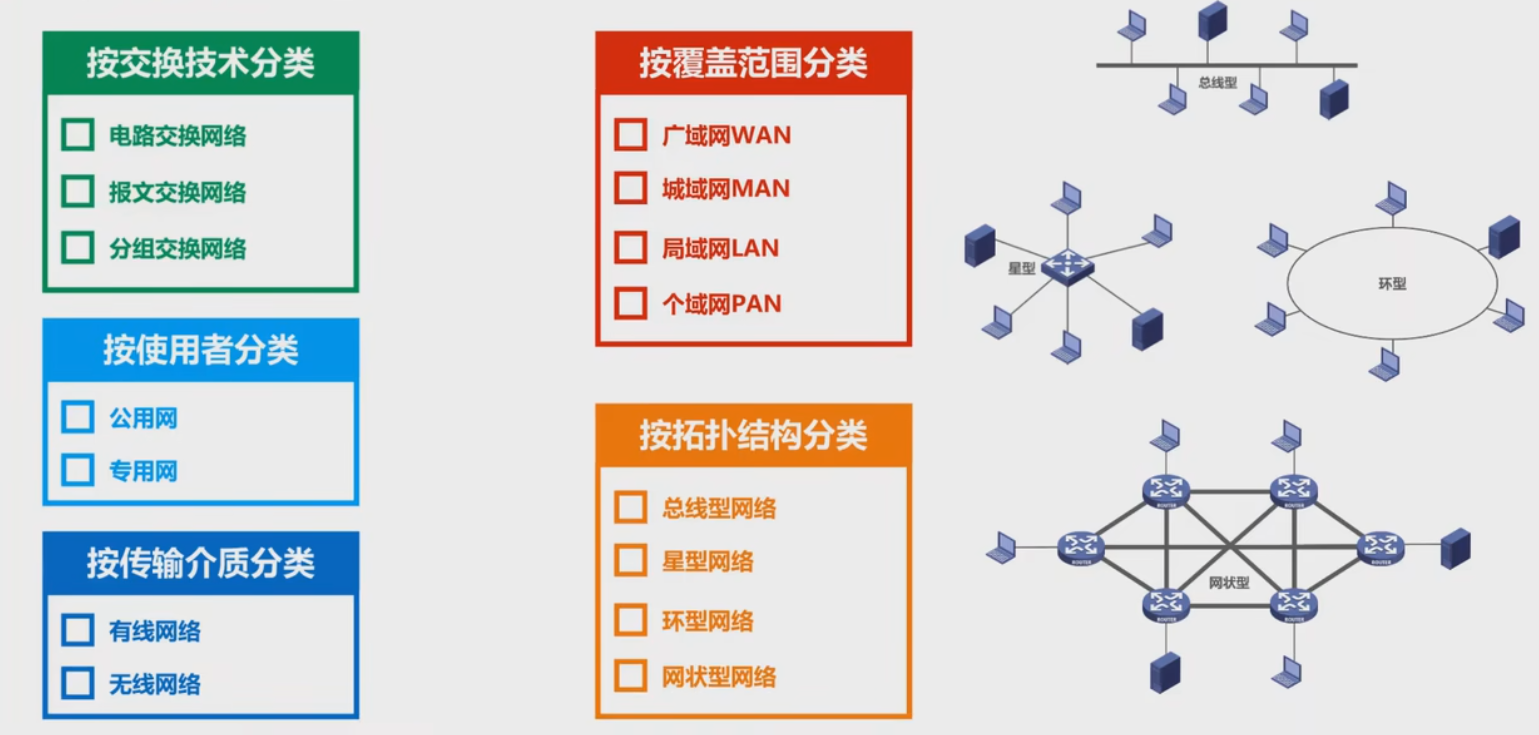 按交换技术分类
电路交换网络
报文交换网络
分组交换网络
按使用者分类
公用网
专用网
按传输介质分类
有线网络
无线网络
按覆盖范围分类
广域网WAN
城域网MAN
局域网LAN
个域网PAN
按拓扑结构分类
总线型网络
星型网络
环型网络
网状型网络
总线型
星型
环型
ROUTER
ROUTER
ROUTER
ROUTER
网状型
ROUTER
ROUTER